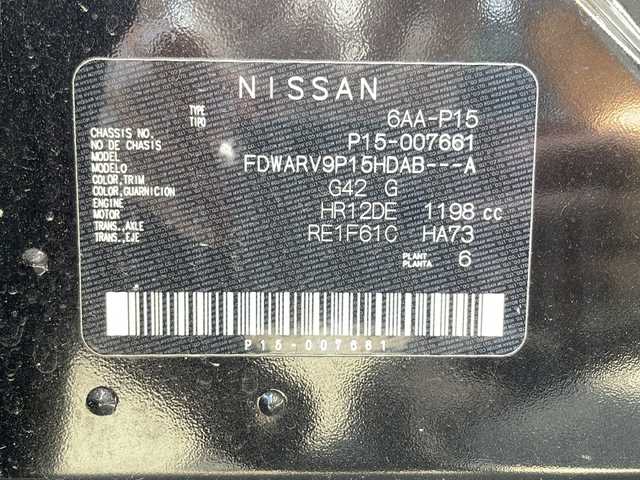 NISSAN
TYPE
TIPO
6AA-P15
CHASSIS NO.
NO DE CHASIS
P15-007661
MODEL
MODELO
FDWARV9P15HDAB---A
COLOR,TRIM
COLOR,GUARNICION
G42 G
ENGINE
MOTOR
HR12DE 1198 cc
TRANS.,AXLE
TRANS.,EJE
RE1F61C HA73
PLANT
PLANTA
6
P15-007661